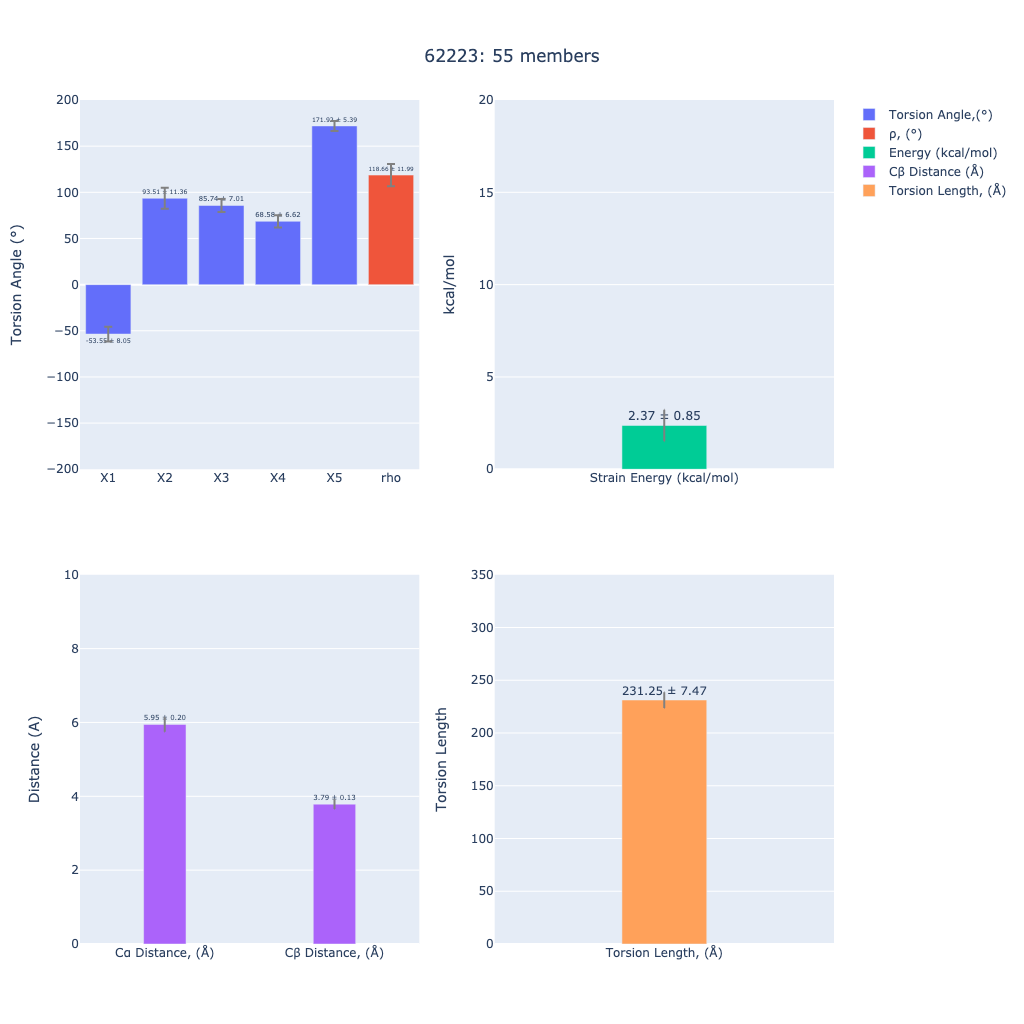 62223: 55 members
Torsion Angle,(°)
ρ, (°)
Energy (kcal/mol)
Cβ Distance (Å)
Torsion Length, (Å)
Torsion Angle (°)
200
150
100
50
0
−50
−100
−150
−200
93.51 ± 11.36
85.74 ± 7.01
68.58 ± 6.62
± 5.39
118.66 ± 11.99
± 8.05
X1
X2
X3
X4
X5
rho
kcal/mol
20
15
10
5
0
2.37 ± 0.85
Strain Energy (kcal/mol)
Distance (A)
10
8
6
4
2
0
5.95 ± 0.20
3.79 ± 0.13
Cα Distance, (Å)
Cβ Distance, (Å)
Torsion Length
350
300
250
200
150
100
50
0
231.25 ± 7.47
Torsion Length, (Å)